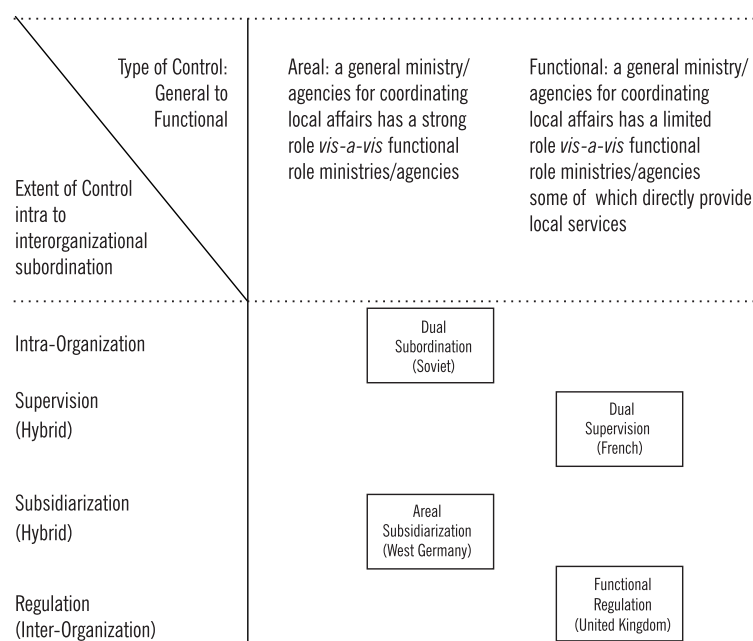 Type of Control:
General to
Functional
Extent of Control
intra to
interorganizational
subordination
Areal: a general ministry/
agencies for coordinating
local affairs has a strong
role vis-a-vis functional
role ministries/agencies
Functional: a general ministry/
agencies for coordinating
local affairs has a limited
role vis-a-vis functional
role ministries/agencies
some of which directly provide
local services
Intra-Organization
Dual
Subordination
(Soviet)
Supervision
(Hybrid)
Dual
Supervision
(French)
Subsidiarization
(Hybrid)
Areal
Subsidiarization
(West Germany)
Regulation
(Inter-Organization)
Functional
Regulation
(United Kingdom)